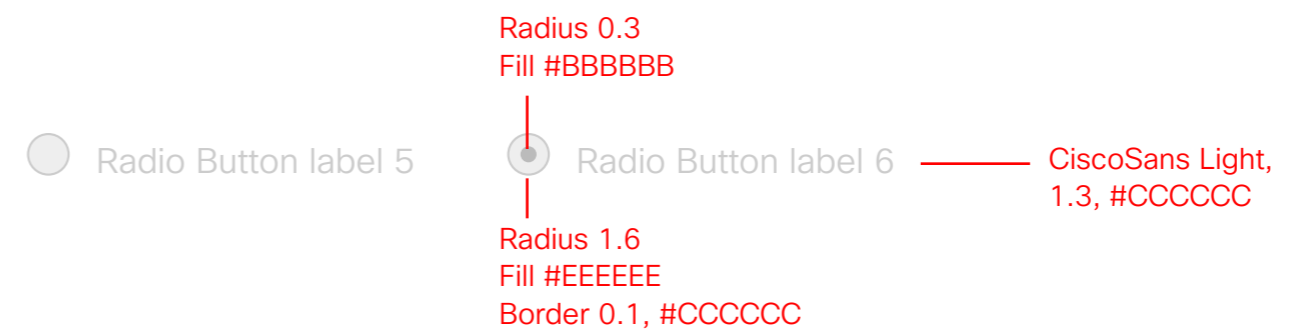 Radius 0.3
Fill #BBBBBB
Radio Button label 5
Radio Button label 6
CiscoSans Light,
1.3, #CCCCCC
Radius 1.6
Fill #EEEEEE
Border 0.1, #CCCCCC